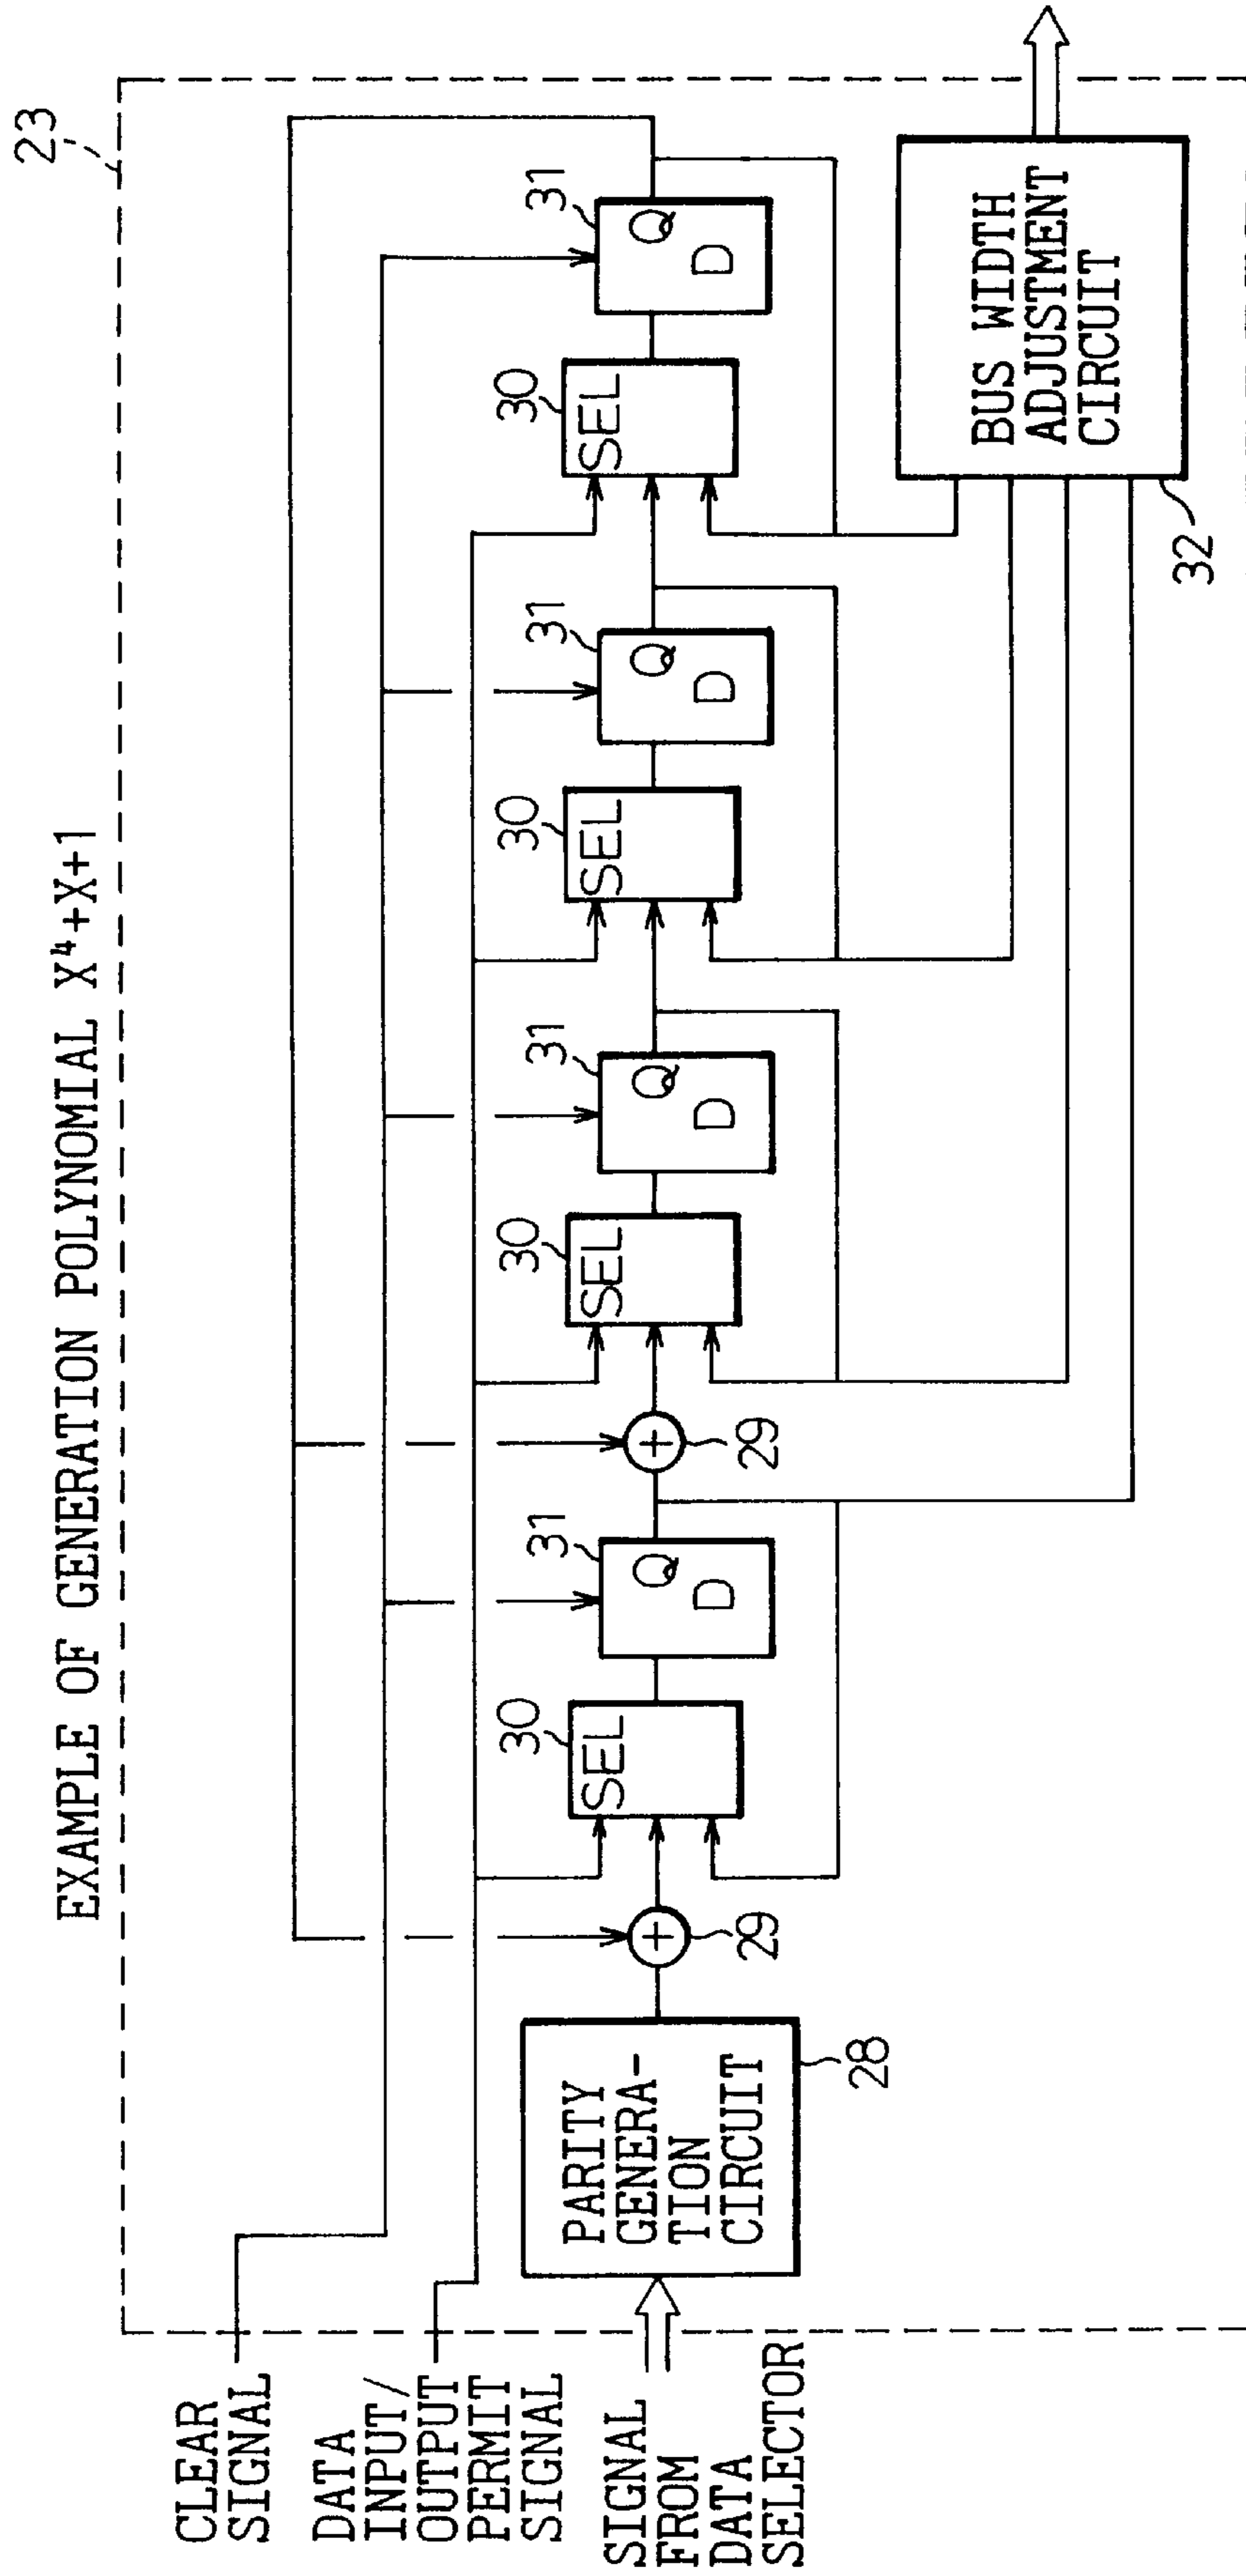 EXAMPLE OF GENERATION POLYNOMIAL X⁴+X+1
23
CLEAR
SIGNAL
DATA
INPUT/
OUTPUT
PERMIT
SIGNAL
SIGNAL
FROM
DATA
SELECTOR
PARITY
GENERA-
TION
CIRCUIT
28
+
29
30
SEL
31
Q
D
+
29
30
SEL
31
Q
D
30
SEL
31
Q
D
30
SEL
31
Q
D
BUS WIDTH
ADJUSTMENT
CIRCUIT
32